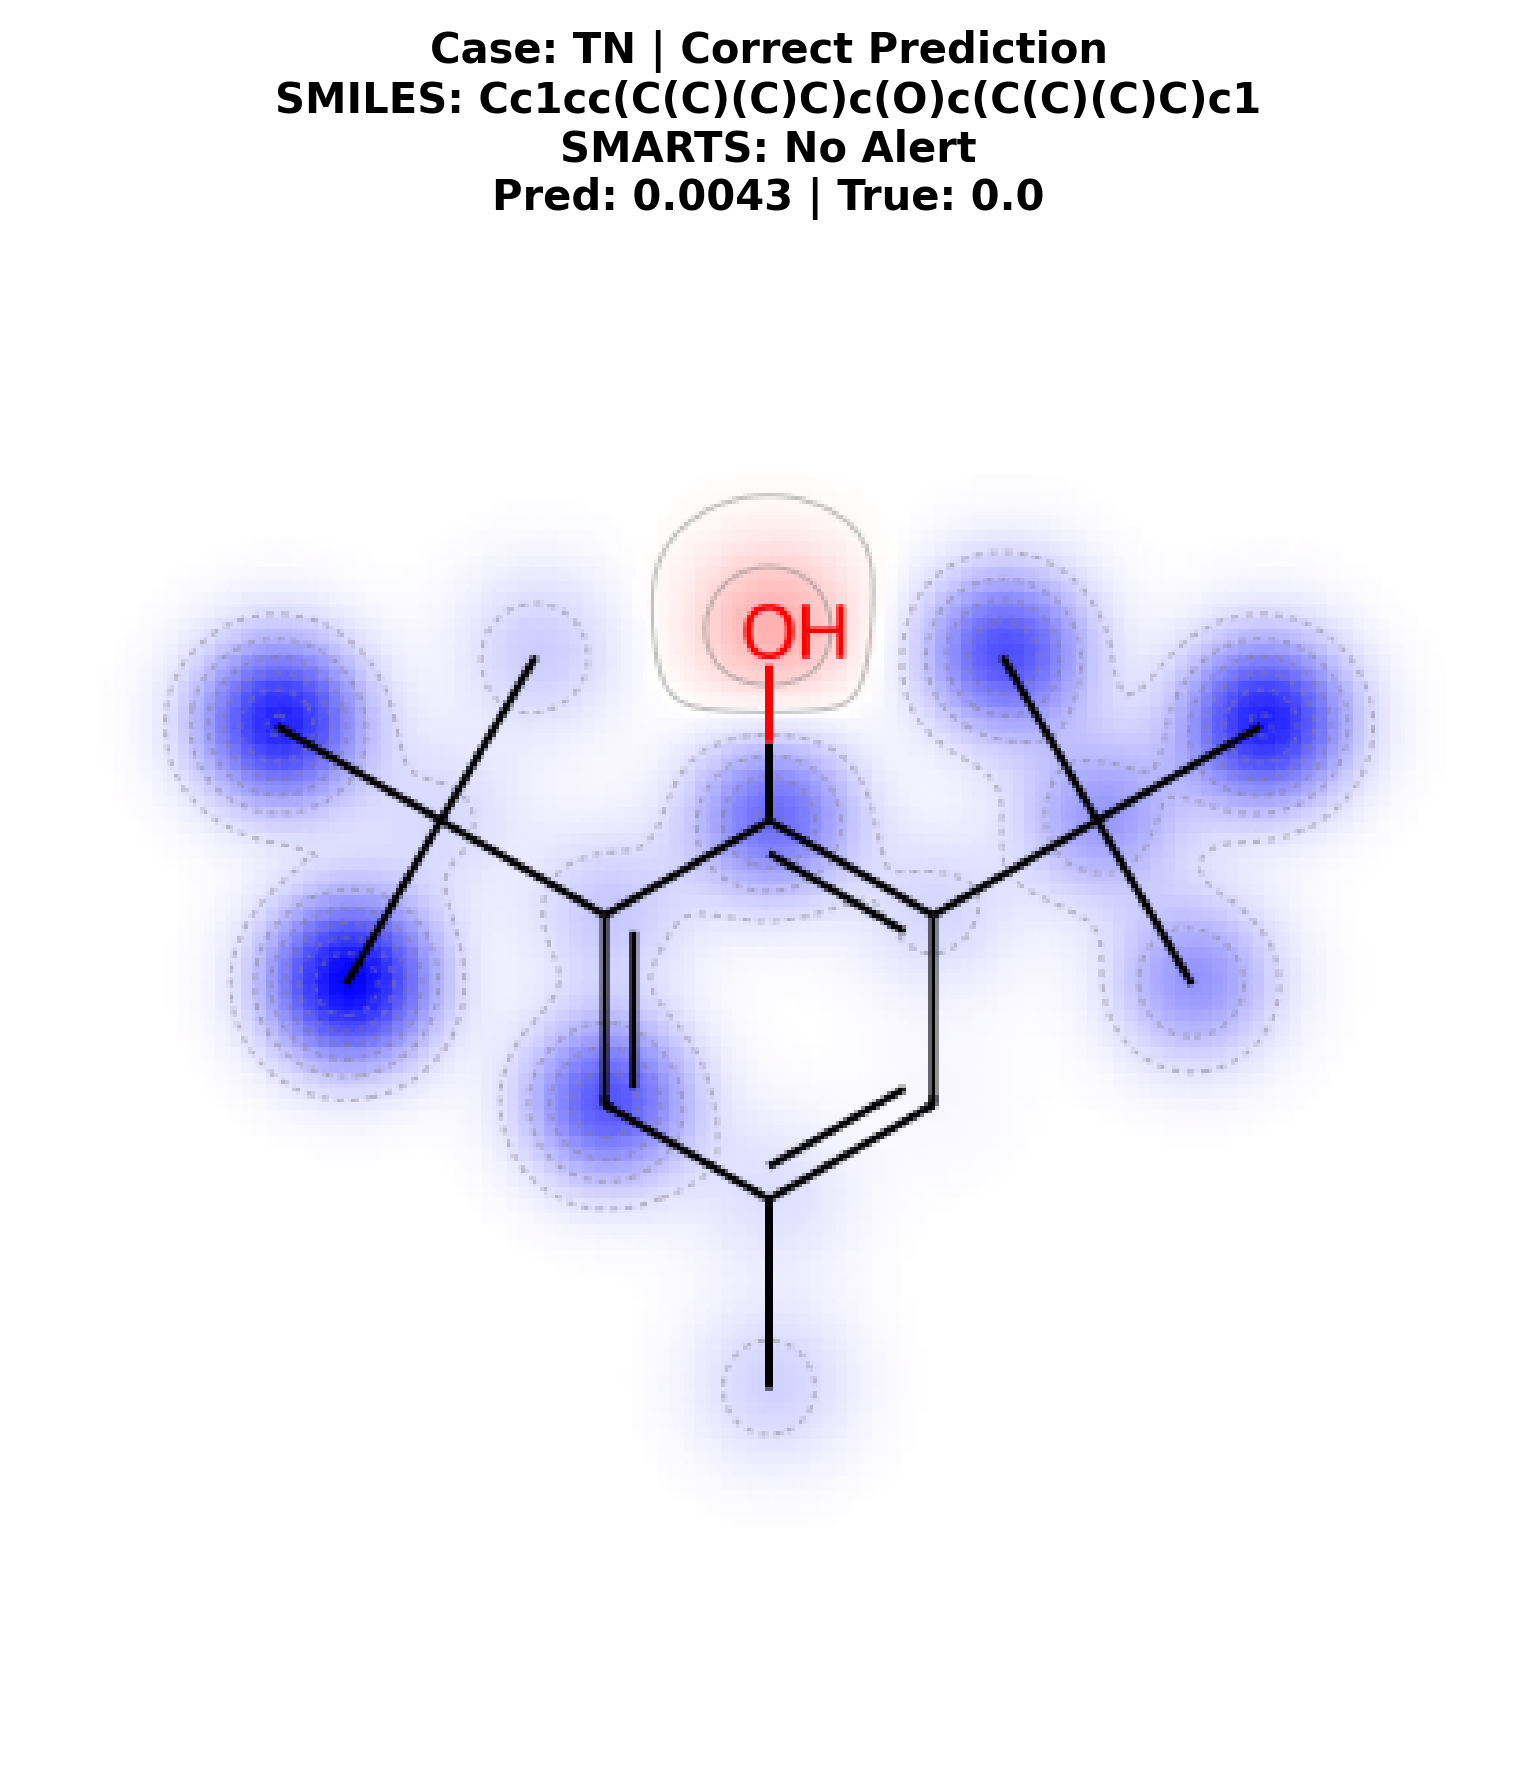 Case: TN | Correct Prediction
SMILES: Cc1cc(C(C)(C)C)c(O)c(C(C)(C)C)c1
SMARTS: No Alert
Pred: 0.0043 | True: 0.0
OH